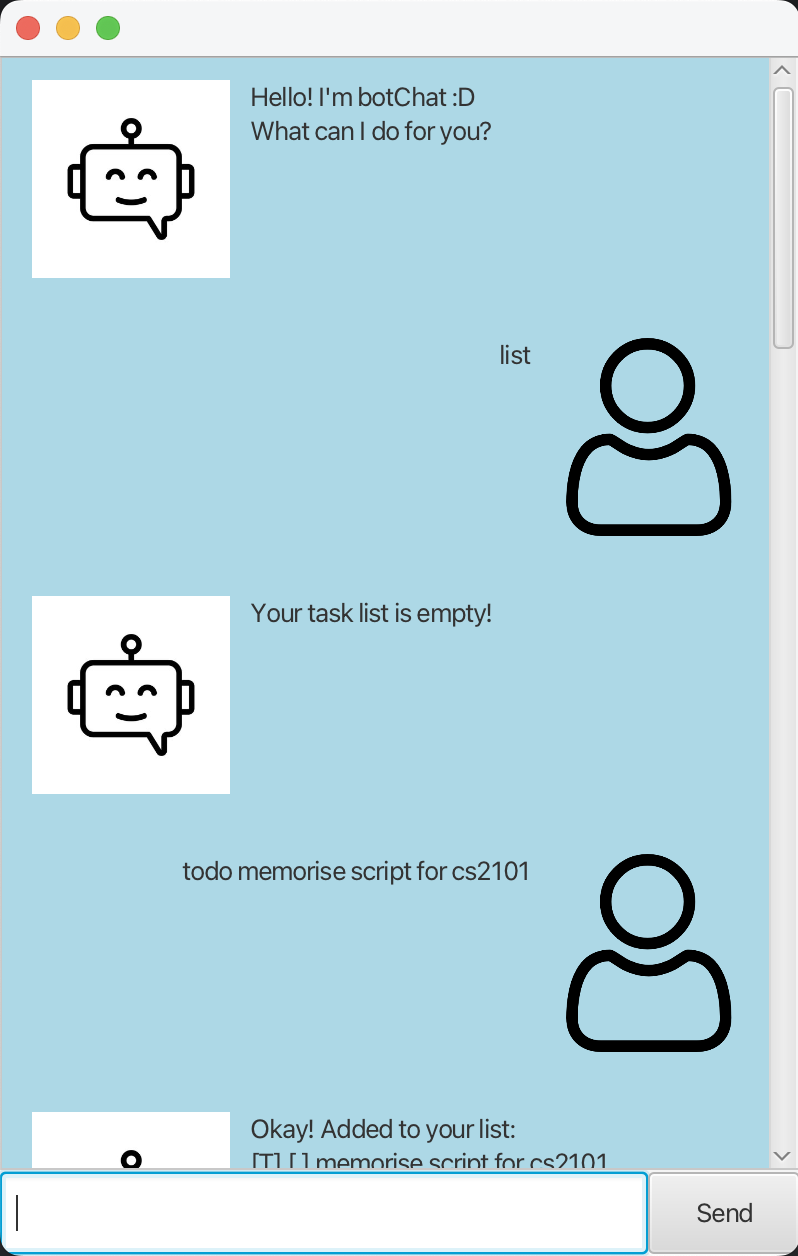 Hello! I'm botChat :D
What can I do for you?
list
Your task list is empty!
todo memorise script for cs2101
Okay! Added to your list:
[T] [ ] memorise script for cs2101
Send